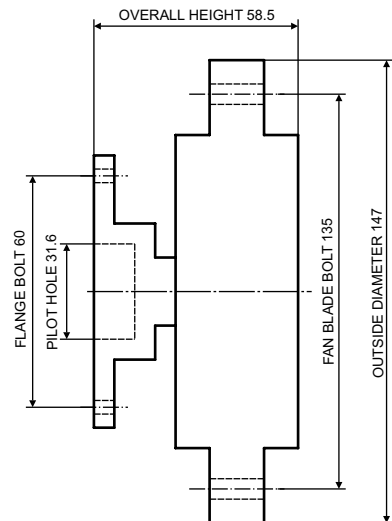 OVERALL HEIGHT 58.5
FLANGE BOLT 60
PILOT HOLE 31.6
FAN BLADE BOLT 135
OUTSIDE DIAMETER 147